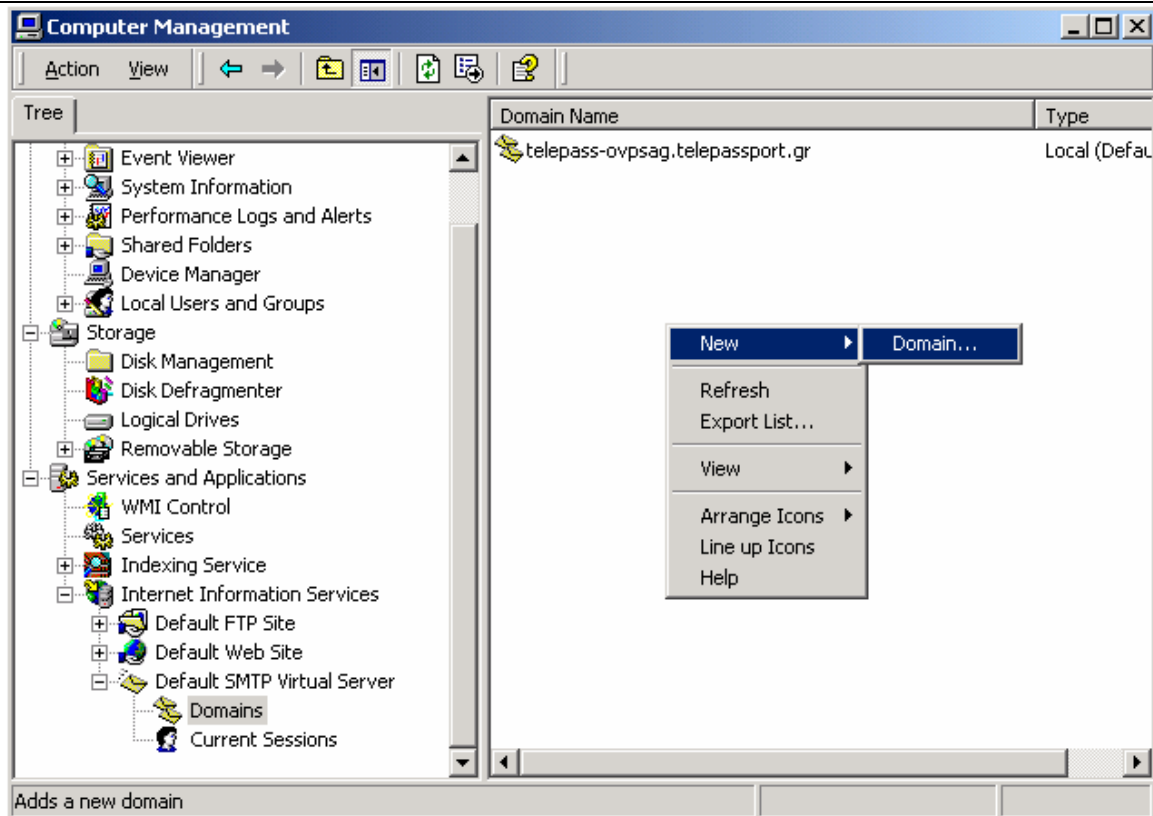 Computer Management
Action View
Tree
Domain Name Type
Event Viewer
System Information
Performance Logs and Alerts
Shared Folders
Device Manager
Local Users and Groups
Storage
Disk Management
Disk Defragmenter
Logical Drives
Removable Storage
Services and Applications
WMI Control
Services
Indexing Service
Internet Information Services
Default FTP Site
Default Web Site
Default SMTP Virtual Server
Domains
Current Sessions
telepass-ovpsag.telepassport.gr Local (Defau
New Domain...
Refresh
Export List...
View
Arrange Icons
Line up Icons
Help
Adds a new domain